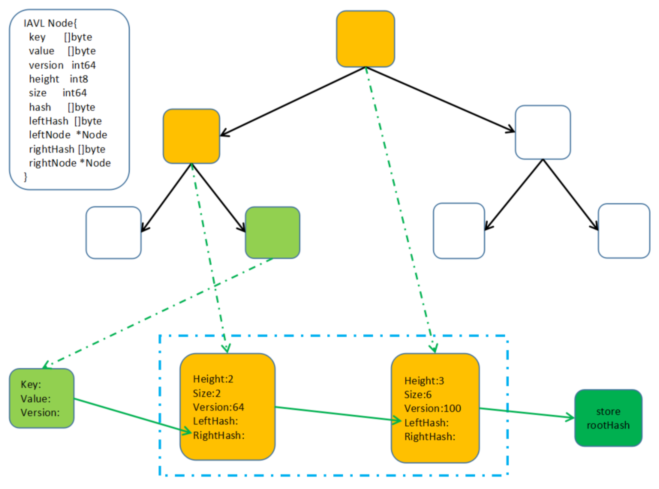 IAVL Node{
key []byte
value []byte
version int64
height int8
size int64
hash []byte
leftHash []byte
leftNode *Node
rightHash []byte
rightNode *Node
}
Key:
Value:
Version:
Height:2
Size:2
Version:64
LeftHash:
RightHash:
Height:3
Size:6
Version:100
LeftHash:
RightHash:
store
rootHash